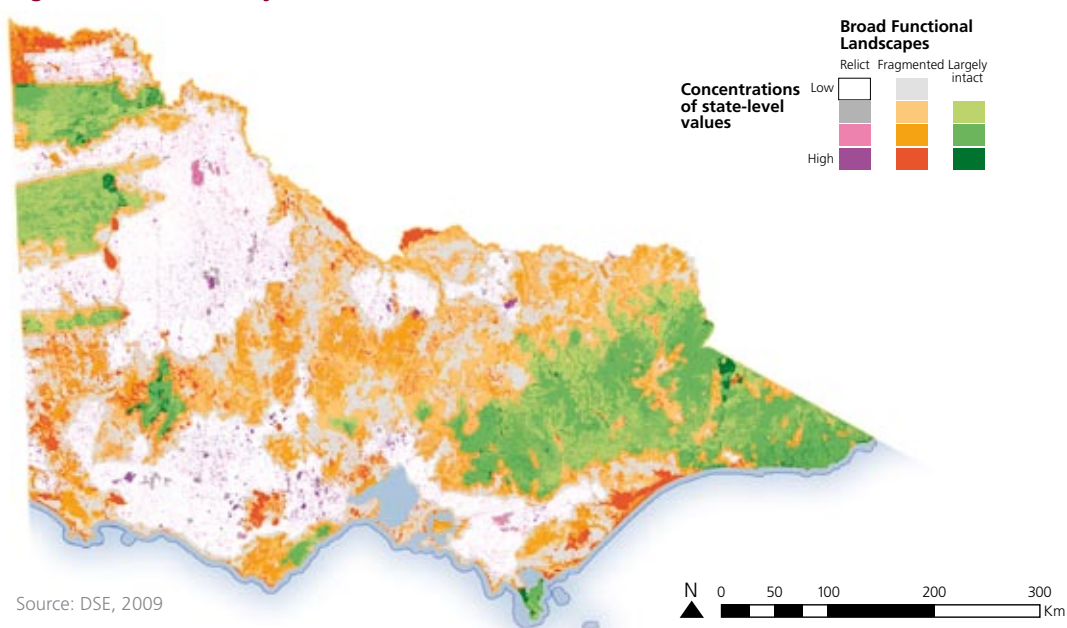 Broad Functional
Landscapes
Relict Fragmented Largely
intact
Concentrations
of state-level
values
Low
High
Source: DSE, 2009
N 0 50 100 200 300
Km